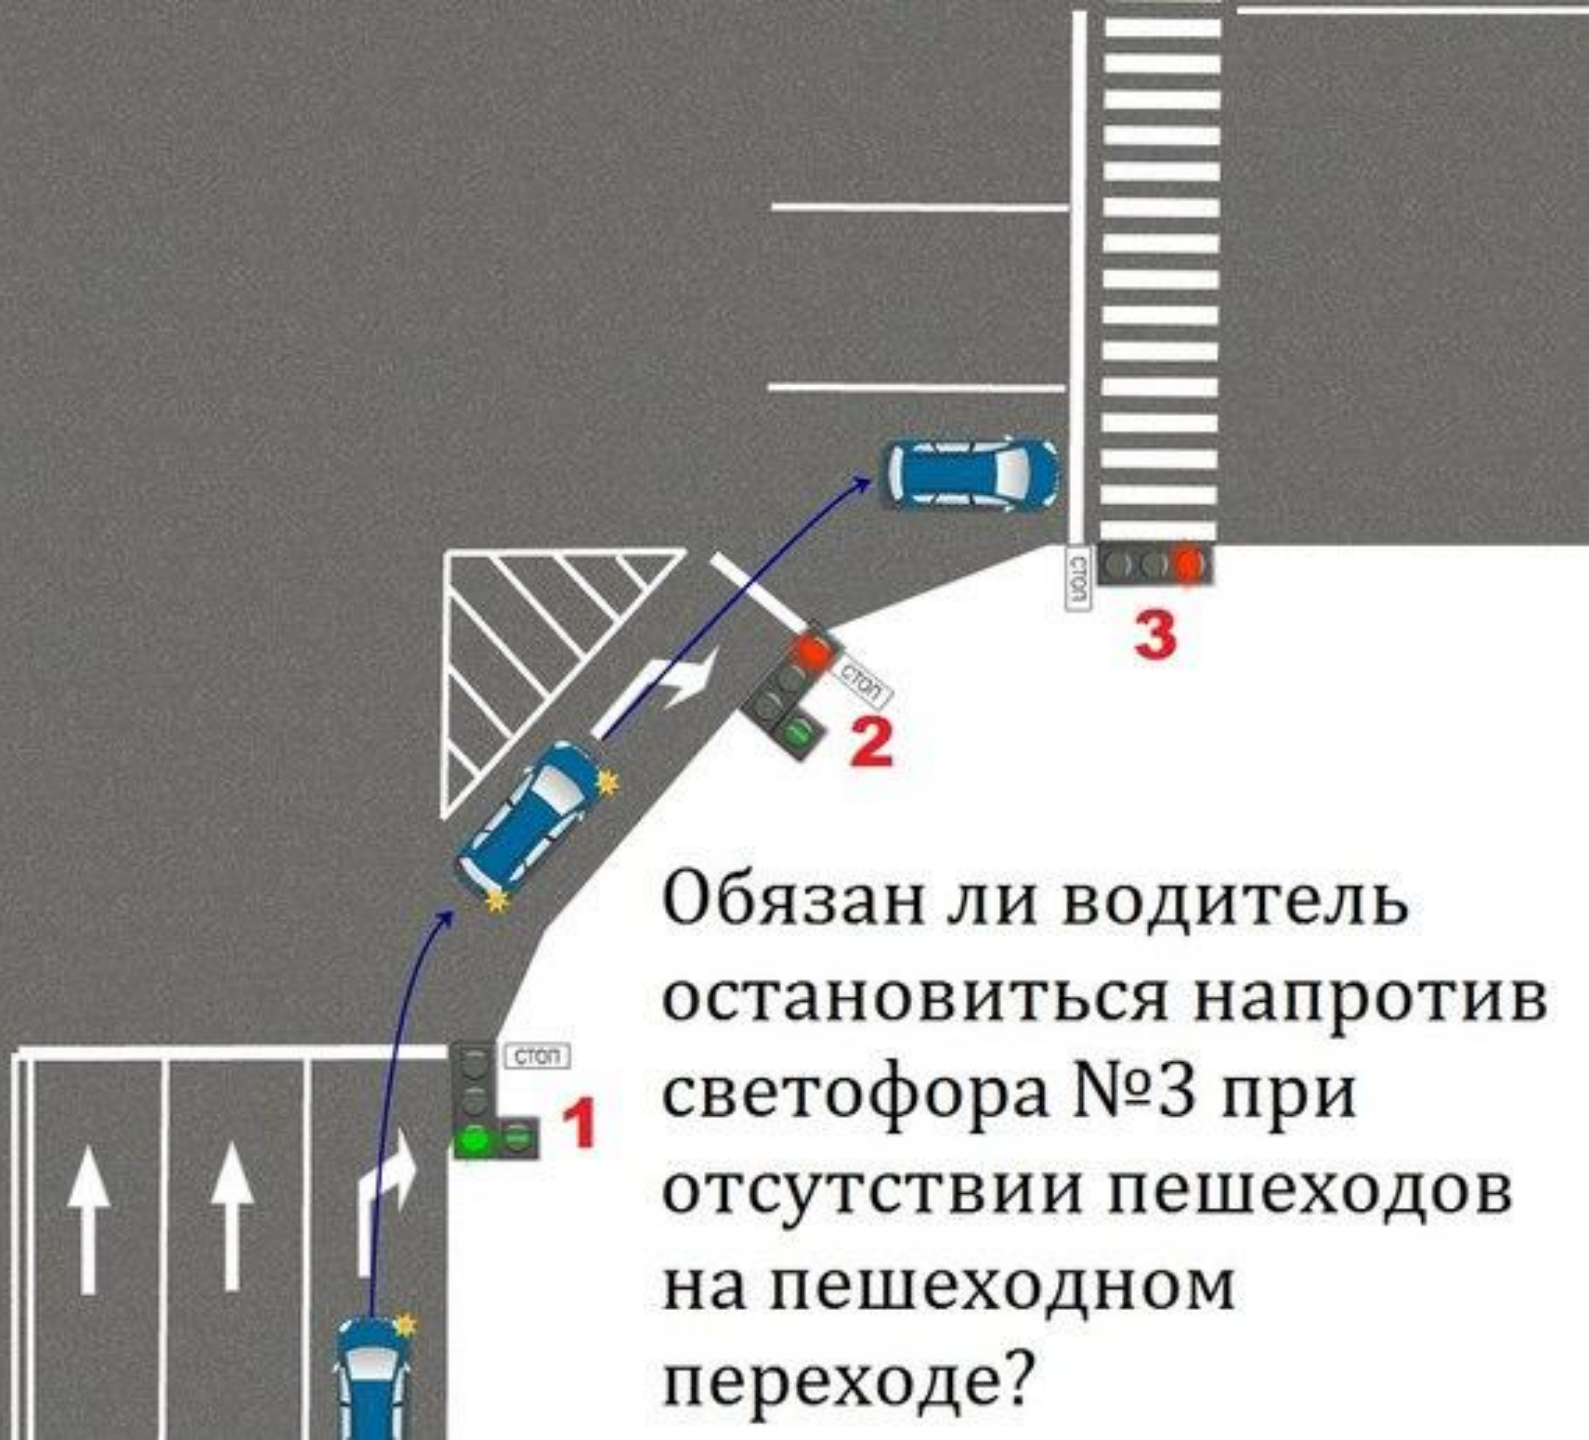 СТОП
3
СТОП
2
СТОП
1
Обязан ли водитель
остановиться напротив
светофора №3 при
отсутствии пешеходов
на пешеходном
переходе?